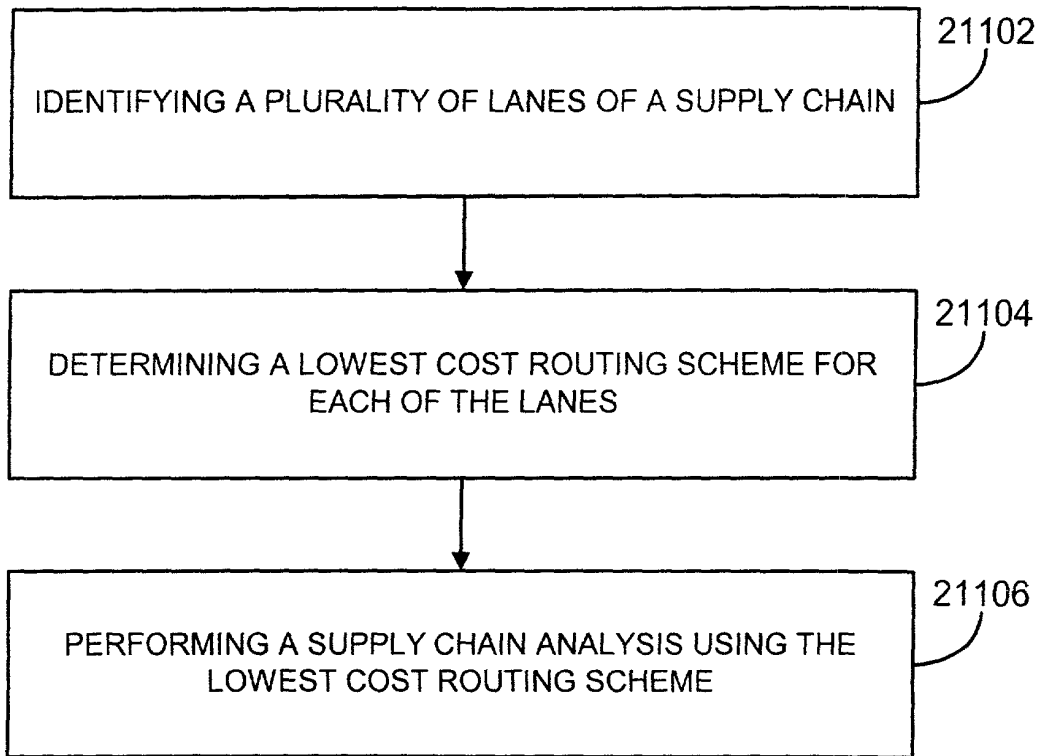 21102
IDENTIFYING A PLURALITY OF LANES OF A SUPPLY CHAIN
21104
DETERMINING A LOWEST COST ROUTING SCHEME FOR
EACH OF THE LANES
21106
PERFORMING A SUPPLY CHAIN ANALYSIS USING THE
LOWEST COST ROUTING SCHEME